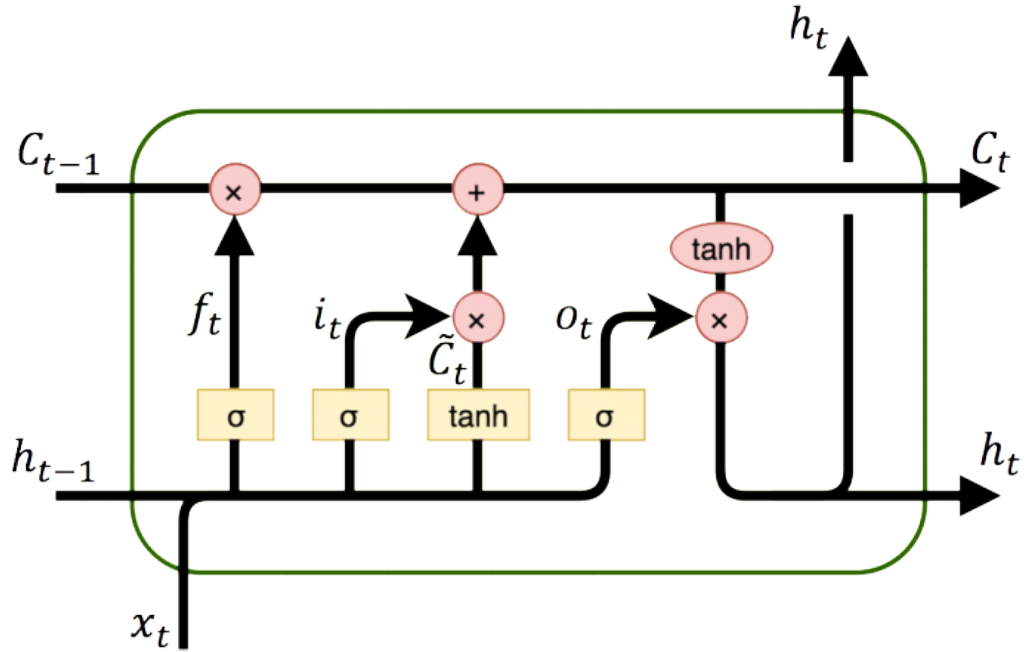 h_t
C_{t-1}
C_t
×
+
tanh
f_t
i_t
×
o_t
×
C̃_t
σ
σ
tanh
σ
h_{t-1}
h_t
x_t